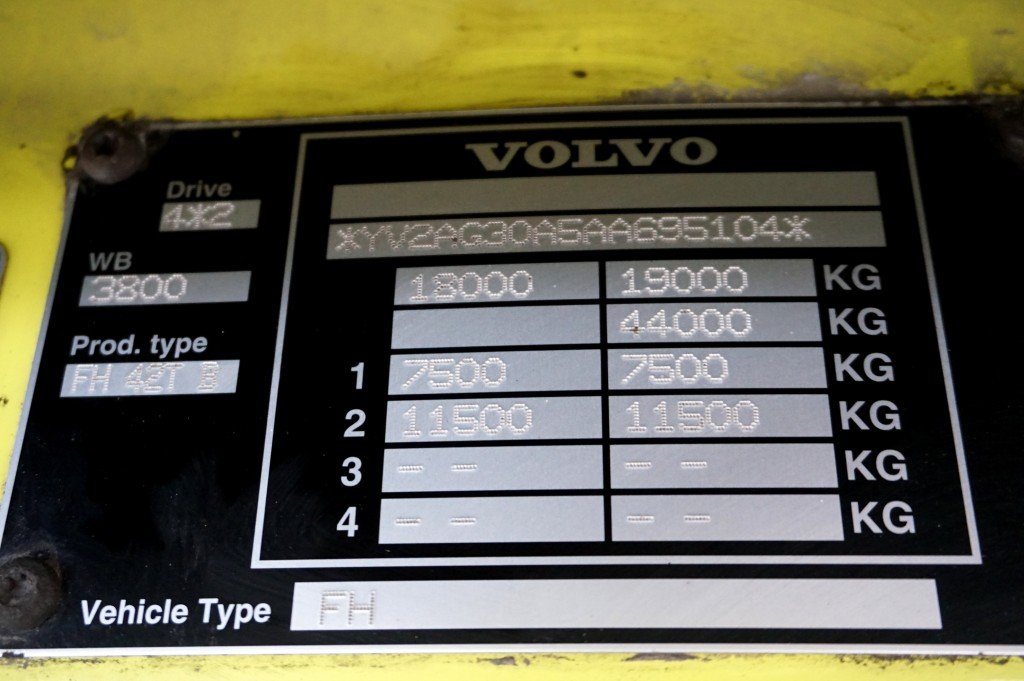 VOLVO
Drive
4X2
*YV2AG30A5AA695104*
WB
3800
18000 19000 KG
44000 KG
Prod. type
FH 42T B
1 7500 7500 KG
2 11500 11500 KG
3 - - - - KG
4 - - - - KG
Vehicle Type FH